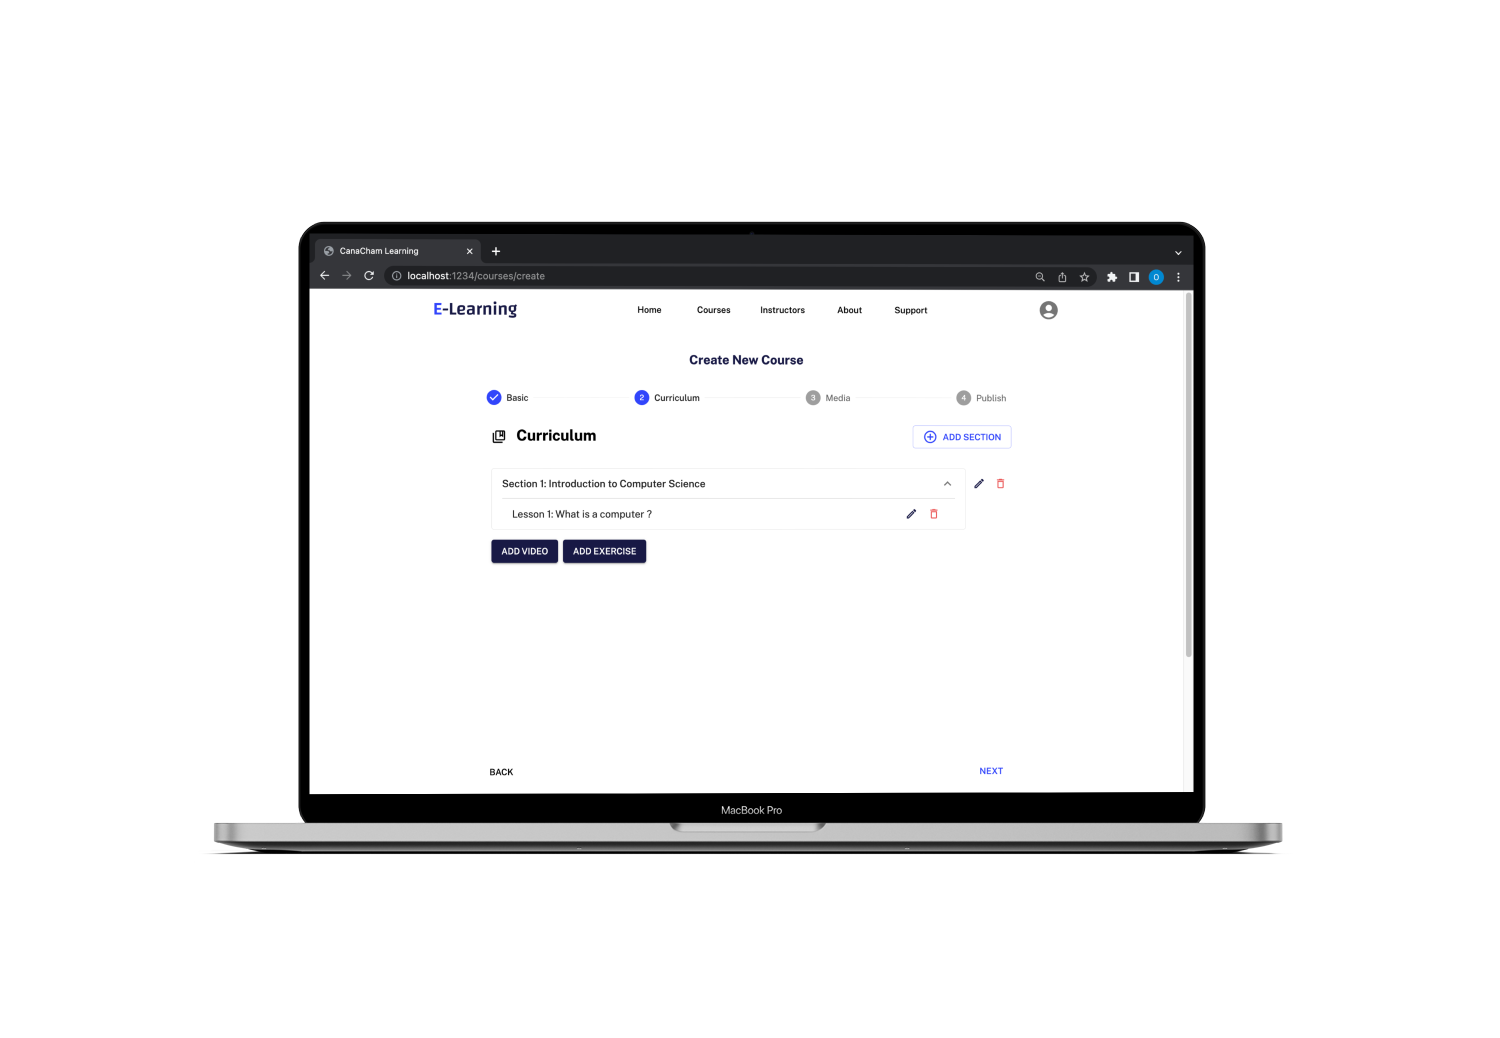 CanaCham Learning
localhost:1234/courses/create
O
E-Learning Home Courses Instructors About Support
Create New Course
Basic 2 Curriculum 3 Media 4 Publish
Curriculum ADD SECTION
Section 1: Introduction to Computer Science
Lesson 1: What is a computer ?
ADD VIDEO ADD EXERCISE
BACK NEXT
MacBook Pro